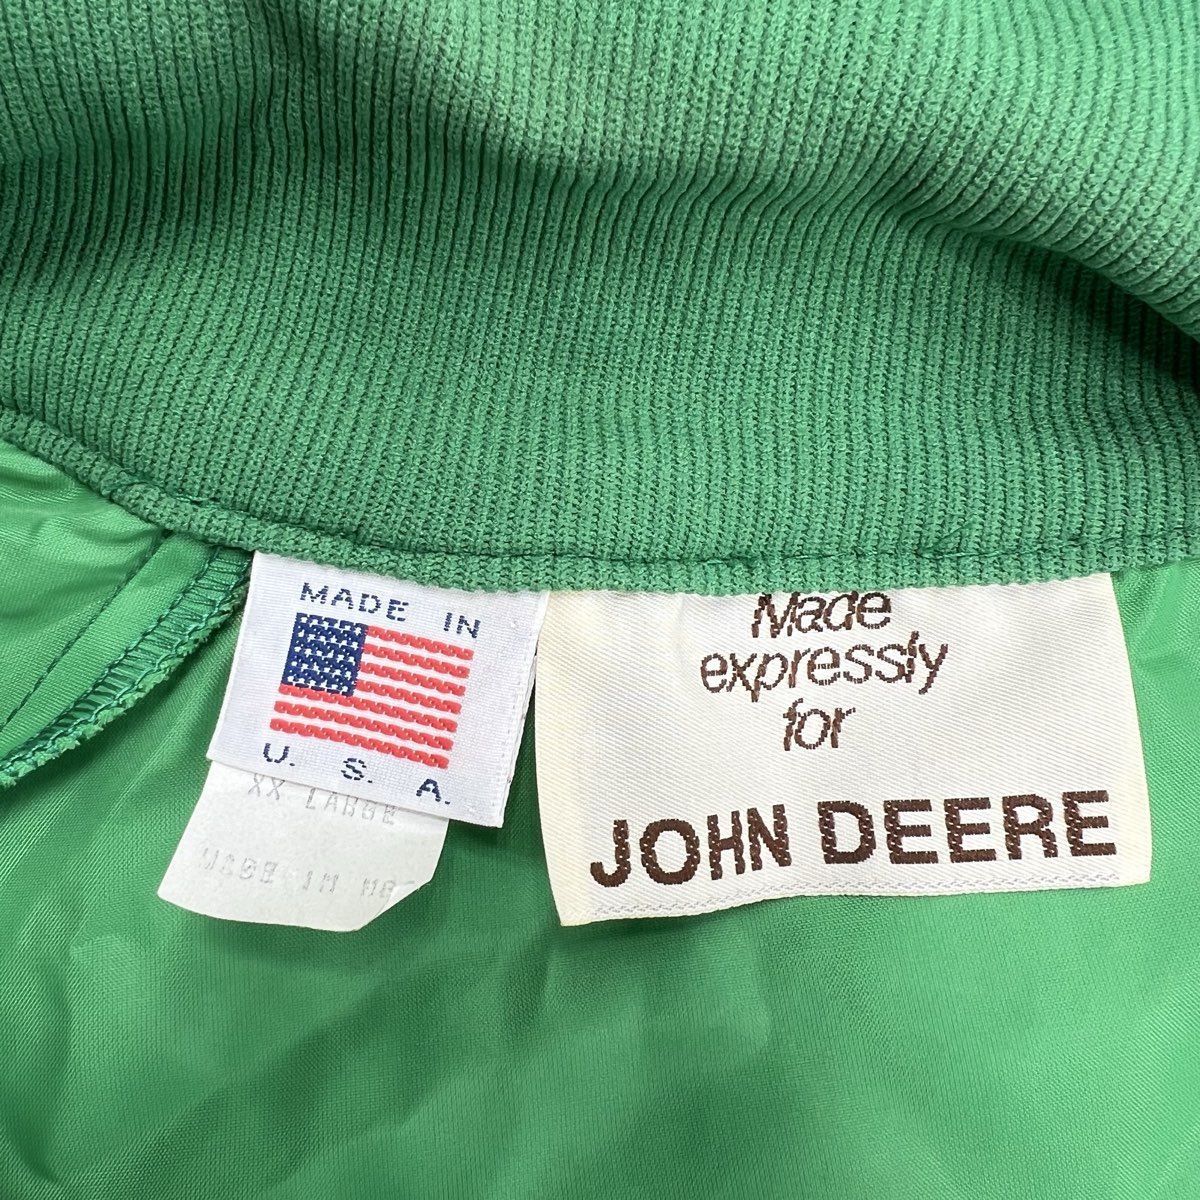 MADE IN
U. S. A.
XX LARGE
Made
expressly
for
JOHN DEERE